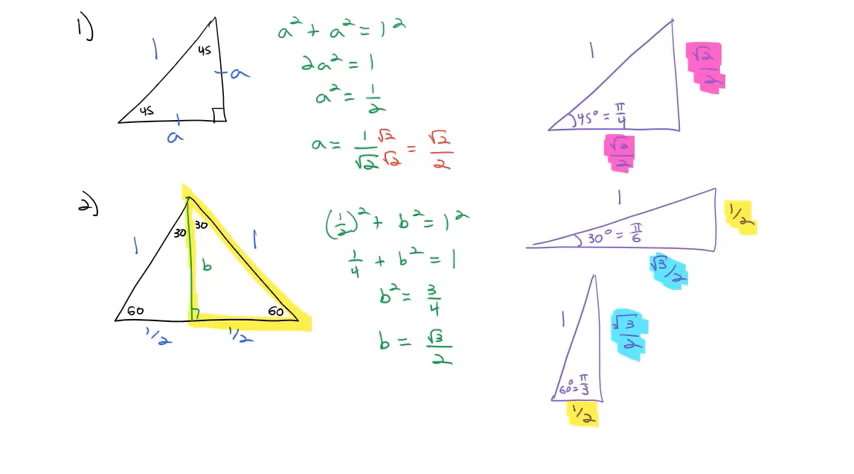 1)
1
45
45
a
a
a² + a² = 1²
2a² = 1
a² = 1/2
a = 1/√2 √2/√2 = √2/2
1
45° = π/4
√2/2
√2/2
2)
1
30
30
1
b
60
60
1/2
1/2
(1/2)² + b² = 1²
1/4 + b² = 1
b² = 3/4
b = √3/2
1
30° = π/6
1/2
√3/2
1
60° = π/3
√3/2
1/2